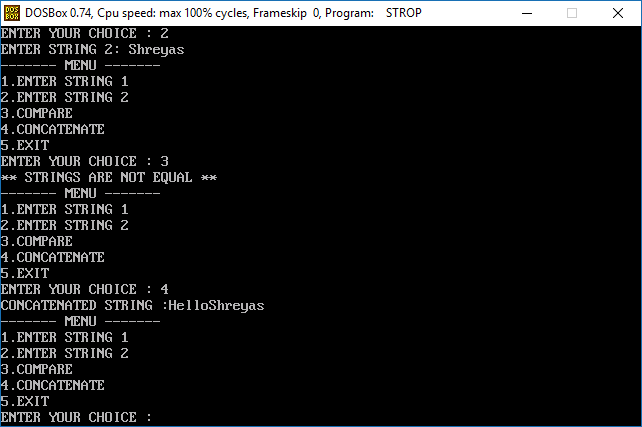 DOS
BOX
DOSBox 0.74, Cpu speed: max 100% cycles, Frameskip 0, Program: STROP
ENTER YOUR CHOICE : 2
ENTER STRING 2: Shreyas
------- MENU -------
1.ENTER STRING 1
2.ENTER STRING 2
3.COMPARE
4.CONCATENATE
5.EXIT
ENTER YOUR CHOICE : 3
** STRINGS ARE NOT EQUAL **
------- MENU -------
1.ENTER STRING 1
2.ENTER STRING 2
3.COMPARE
4.CONCATENATE
5.EXIT
ENTER YOUR CHOICE : 4
CONCATENATED STRING :HelloShreyas
------- MENU -------
1.ENTER STRING 1
2.ENTER STRING 2
3.COMPARE
4.CONCATENATE
5.EXIT
ENTER YOUR CHOICE :